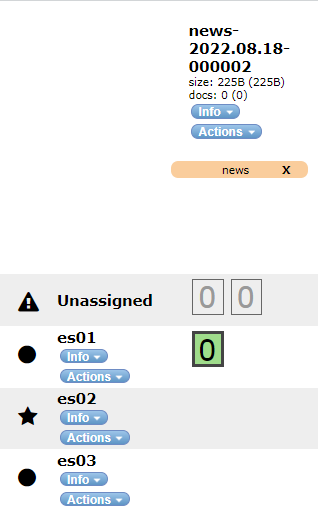 news-
2022.08.18-
000002
size: 225B (225B)
docs: 0 (0)
Info
Actions
news X
Unassigned 0 0
es01 0
Info
Actions
es02
Info
Actions
es03
Info
Actions